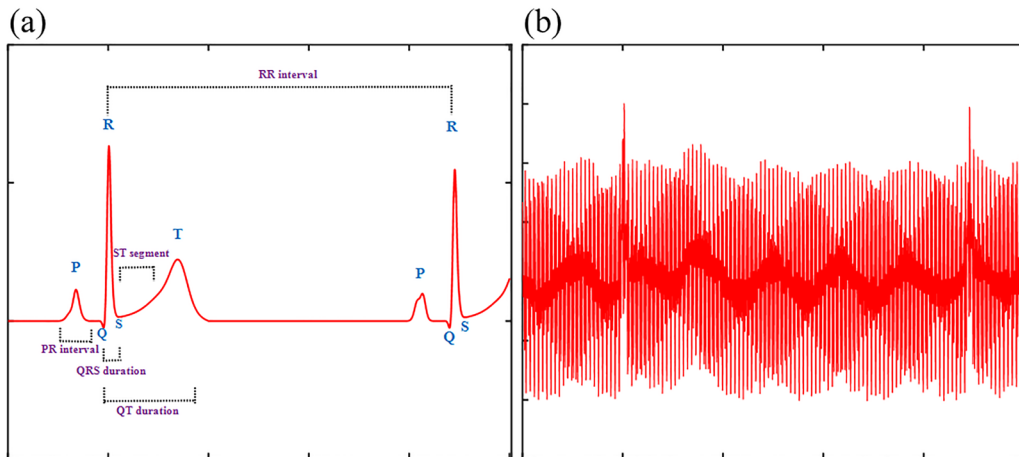 (a)
(b)
RR interval
R
R
T
ST segment
P
P
Q
S
Q
S
PR interval
QRS duration
QT duration